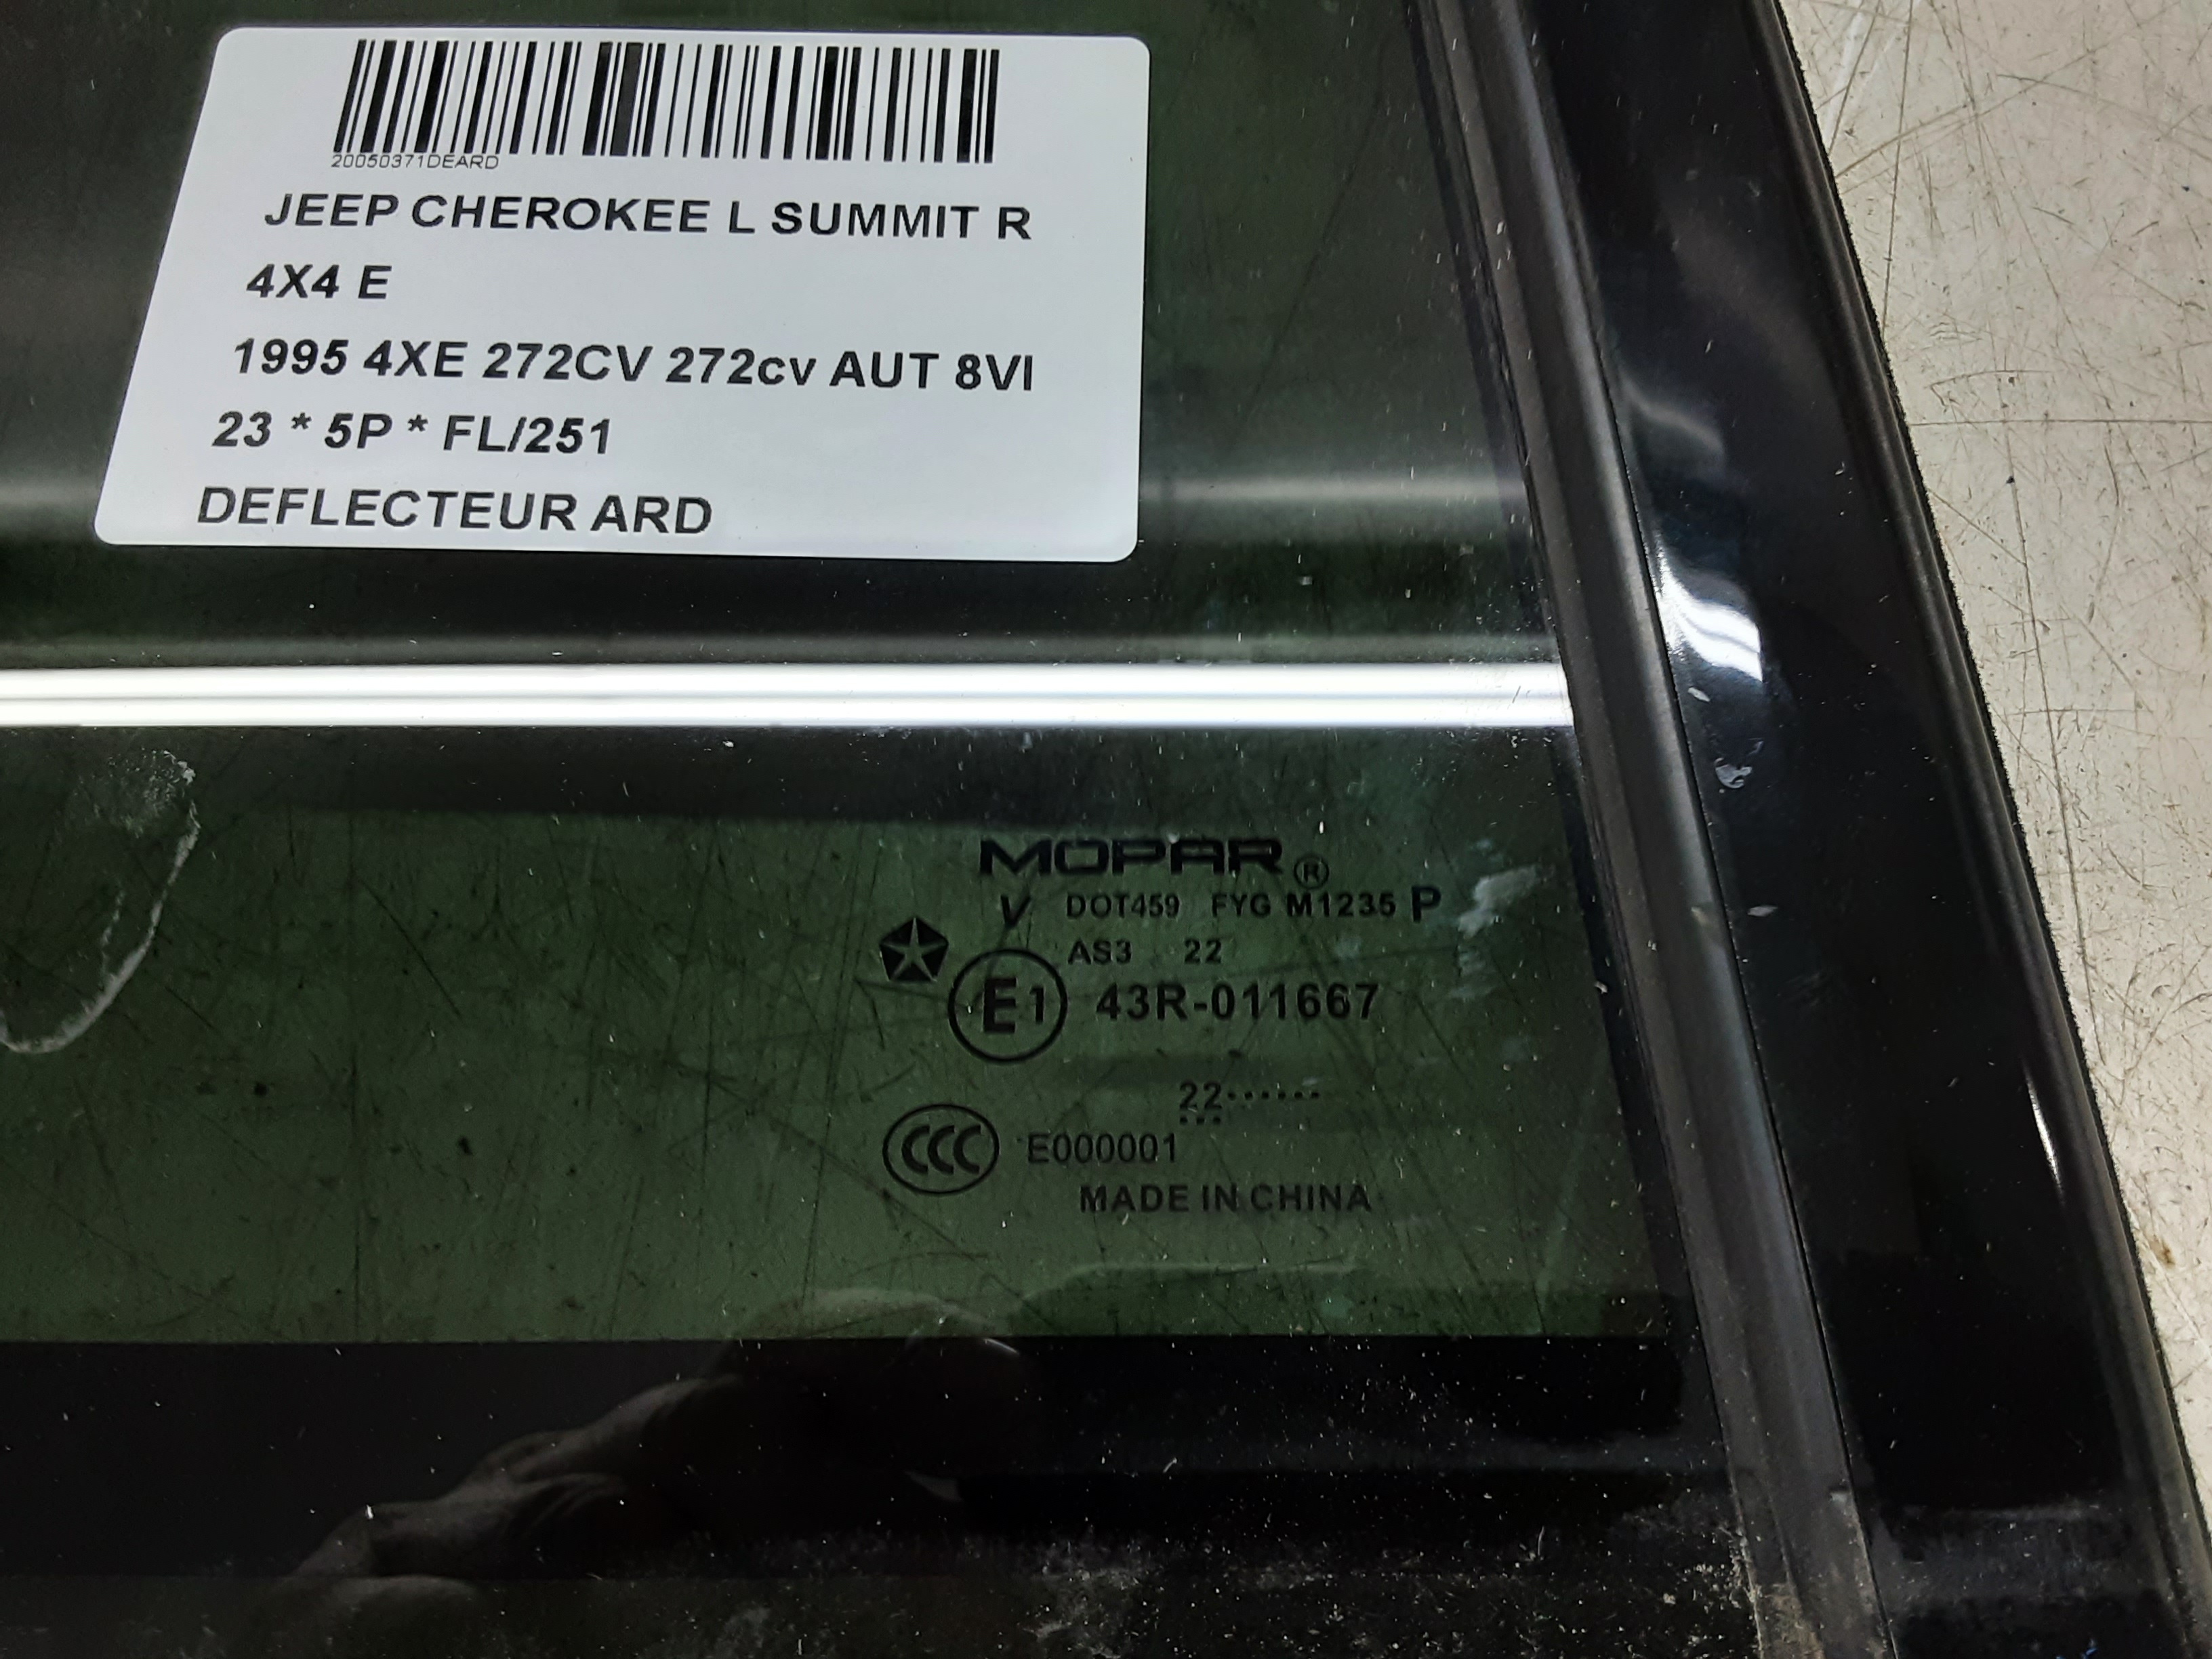 20050371DEARD
JEEP CHEROKEE L SUMMIT R
4X4 E
1995 4XE 272CV 272cv AUT 8VI
23 * 5P * FL/251
DEFLECTEUR ARD
MOPAR®
V DOT459 FYG M1235 P
AS3 22
E1 43R-011667
22.......
...
CCC E000001
MADE IN CHINA